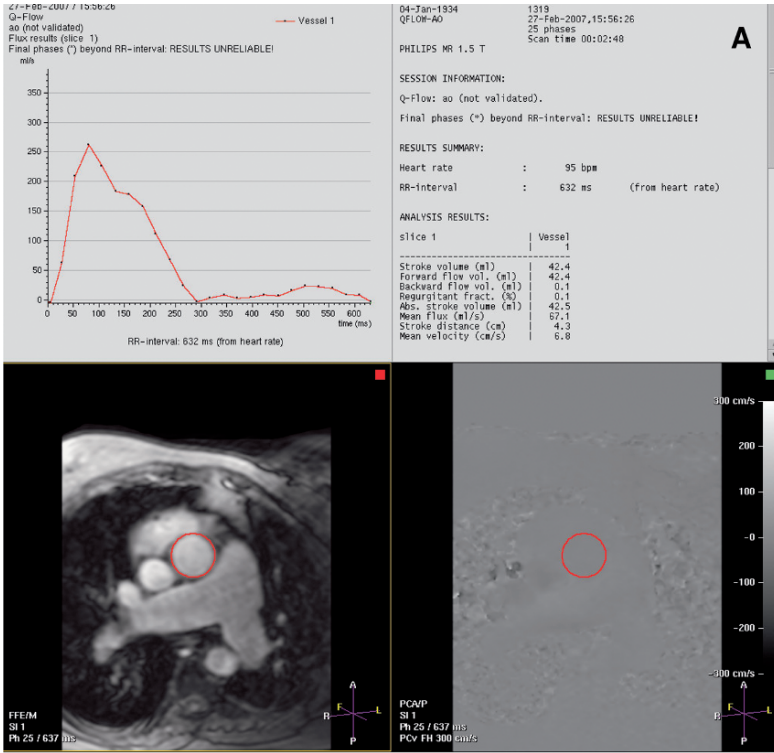 27-Feb-2007 / 15:56:26
Q-Flow
ao (not validated)
Flux results (slice 1)
Final phases (*) beyond RR-interval: RESULTS UNRELIABLE!
Vessel 1
ml/s
350
300
250
200
150
100
50
0
0 50 100 150 200 250 300 350 400 450 500 550 600
time (ms)
RR-interval: 632 ms (from heart rate)
04-Jan-1934 1319
QFLOW-AO 27-Feb-2007,15:56:26
25 phases
Scan time 00:02:48
PHILIPS MR 1.5 T
A
SESSION INFORMATION:
Q-Flow: ao (not validated).
Final phases (*) beyond RR-interval: RESULTS UNRELIABLE!
RESULTS SUMMARY:
Heart rate : 95 bpm
RR-interval : 632 ms (from heart rate)
ANALYSIS RESULTS:
slice 1 | Vessel
| 1
Stroke volume (ml) | 42.4
Forward flow vol. (ml) | 42.4
Backward flow vol. (ml) | 0.1
Regurgitant fract. (%) | 0.1
Abs. stroke volume (ml) | 42.5
Mean flux (ml/s) | 67.1
Stroke distance (cm) | 4.3
Mean velocity (cm/s) | 6.8
FFE/M
Sl 1
Ph 25 / 637 ms
A
F
R L
P
300 cm/s
200
100
-0
-100
-200
-300 cm/s
PCA/P
Sl 1
Ph 25 / 637 ms
PCv FH 300 cm/s
A
F
R L
P